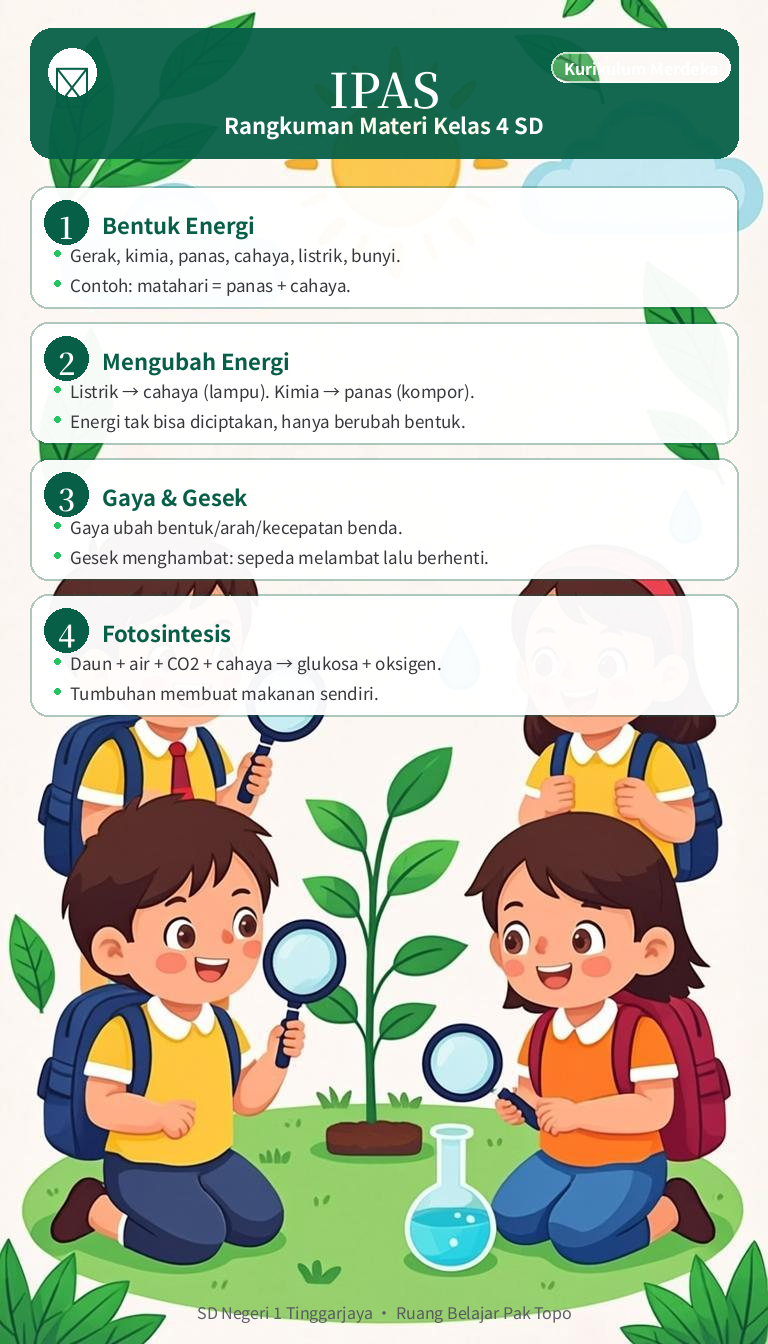 Kurikulum Merdeka
IPAS
Rangkuman Materi Kelas 4 SD
1 Bentuk Energi
Gerak, kimia, panas, cahaya, listrik, bunyi.
Contoh: matahari = panas + cahaya.
2 Mengubah Energi
Listrik → cahaya (lampu). Kimia → panas (kompor).
Energi tak bisa diciptakan, hanya berubah bentuk.
3 Gaya & Gesek
Gaya ubah bentuk/arah/kecepatan benda.
Gesek menghambat: sepeda melambat lalu berhenti.
4 Fotosintesis
Daun + air + CO2 + cahaya → glukosa + oksigen.
Tumbuhan membuat makanan sendiri.
SD Negeri 1 Tinggarjaya • Ruang Belajar Pak Topo